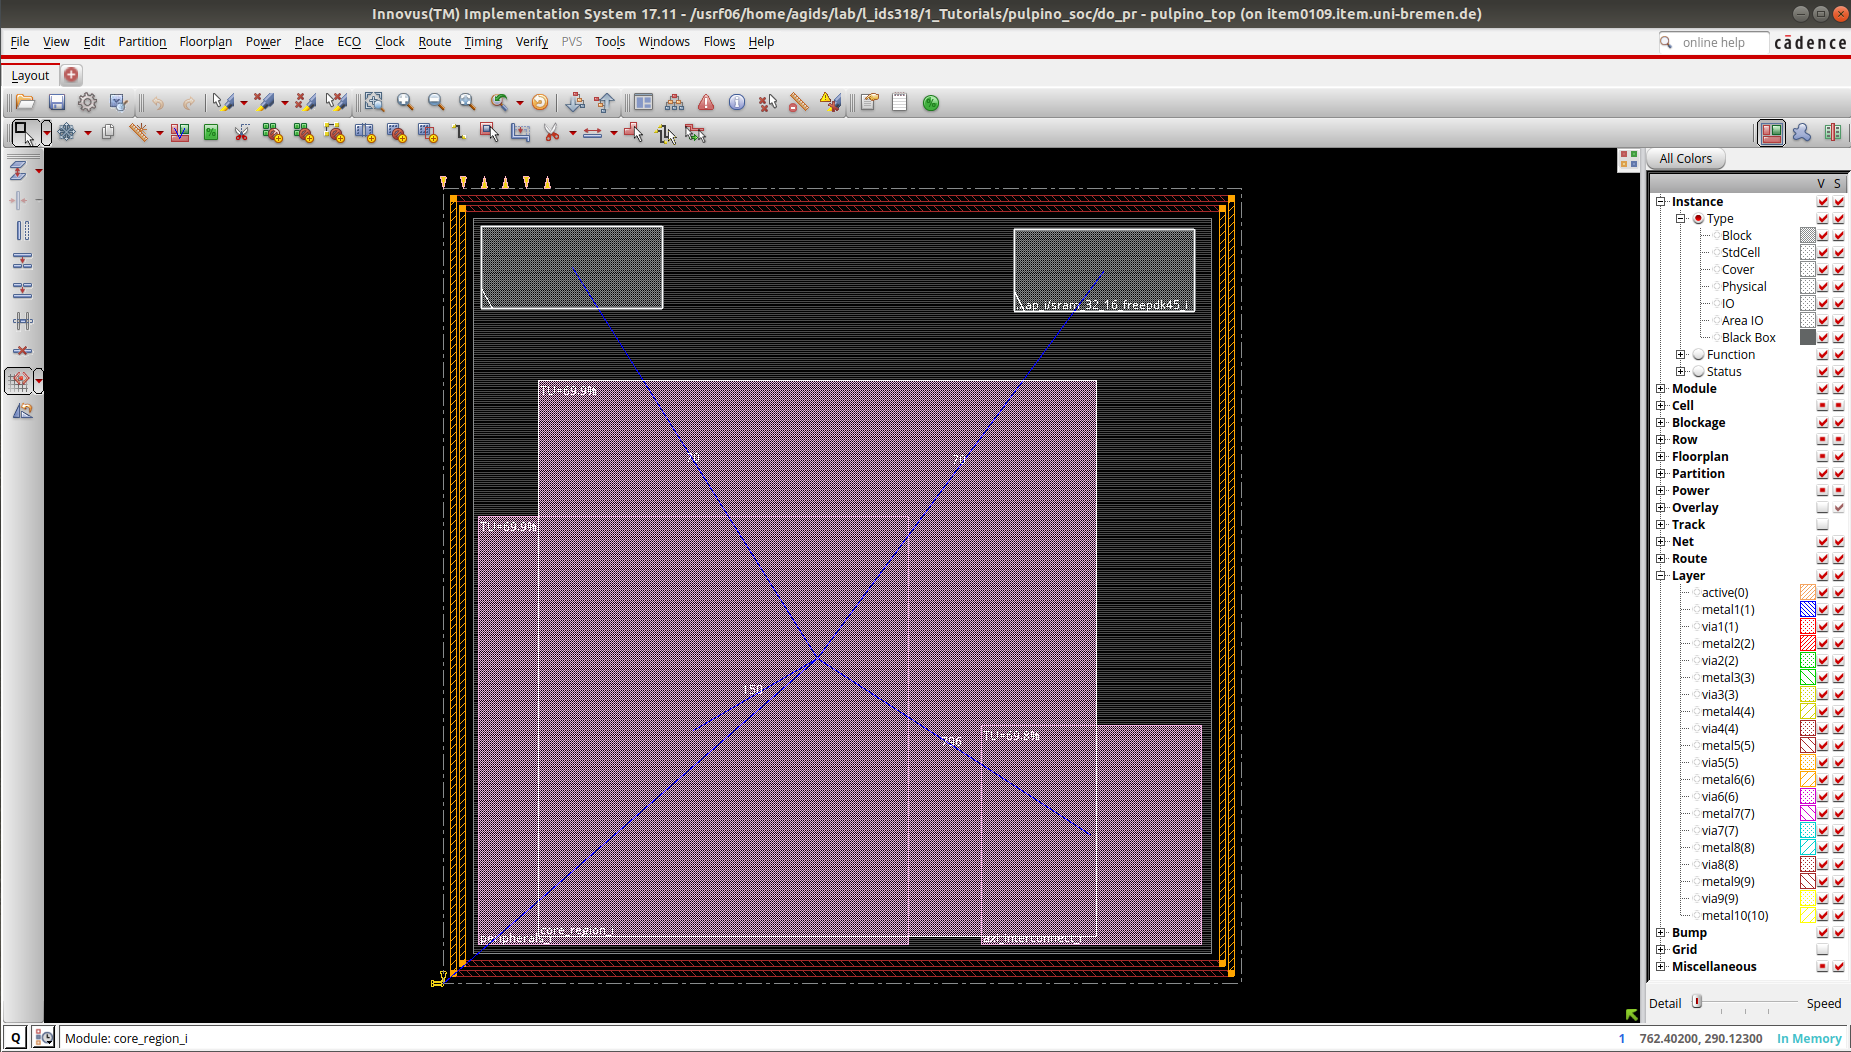 Innovus(TM) Implementation System 17.11 - /usrf06/home/agids/lab/l_ids318/1_Tutorials/pulpino_soc/do_pr - pulpino_top (on item0109.item.uni-bremen.de)
File View Edit Partition Floorplan Power Place ECO Clock Route Timing Verify PVS Tools Windows Flows Help
online help
cādence
Layout
All Colors
V S
Instance
Type
Block
StdCell
Cover
Physical
IO
Area IO
Black Box
Function
Status
Module
Cell
Blockage
Row
Floorplan
Partition
Power
Overlay
Track
Net
Route
Layer
active(0)
metal1(1)
via1(1)
metal2(2)
via2(2)
metal3(3)
via3(3)
metal4(4)
via4(4)
metal5(5)
via5(5)
metal6(6)
via6(6)
metal7(7)
via7(7)
metal8(8)
via8(8)
metal9(9)
via9(9)
metal10(10)
Bump
Grid
Miscellaneous
Detail
Speed
ap_i/sram_32_16_freepdk45_i
TU=69.9%
70
70
TU=69.9%
150
796
TU=69.8%
core_region_i
peripherals_i
axi_interconnect_i
Q
Module: core_region_i
1 762.40200, 290.12300 In Memory